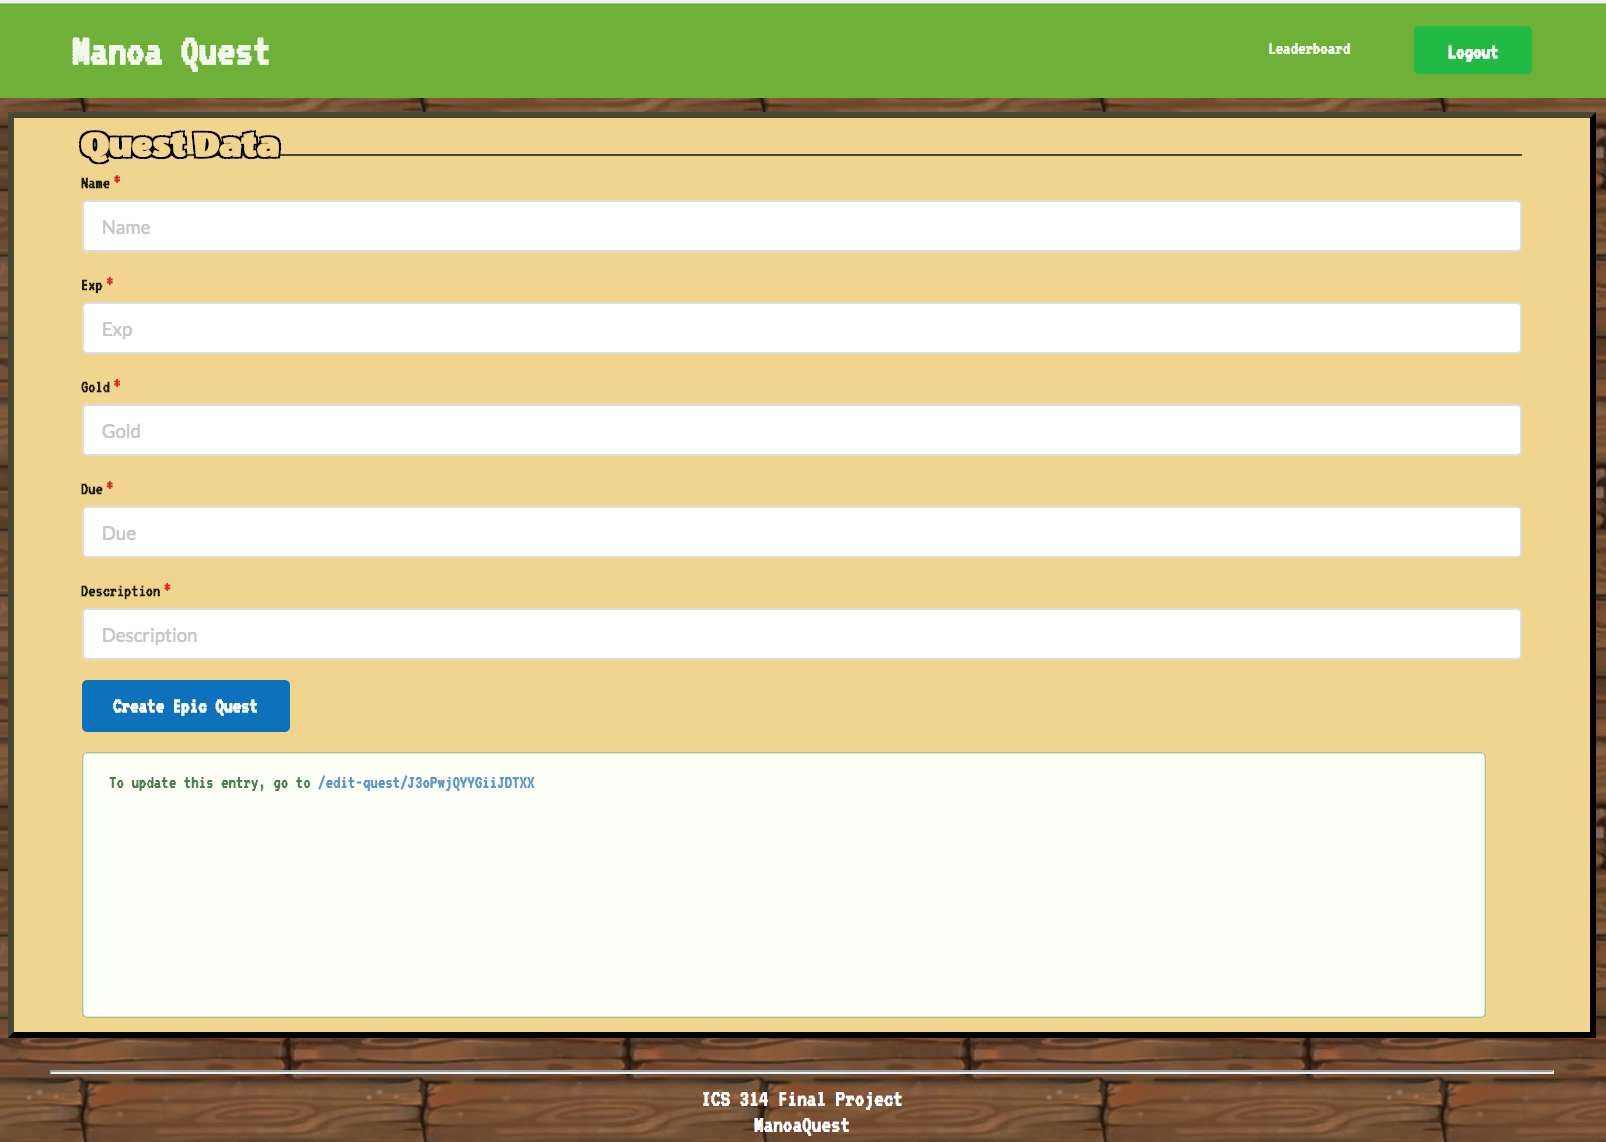 Manoa Quest
Leaderboard
Logout
Quest Data
Name *
Name
Exp *
Exp
Gold *
Gold
Due *
Due
Description *
Description
Create Epic Quest
To update this entry, go to /edit-quest/J3oPwjQYYGiiJDTXX
ICS 314 Final Project
ManoaQuest